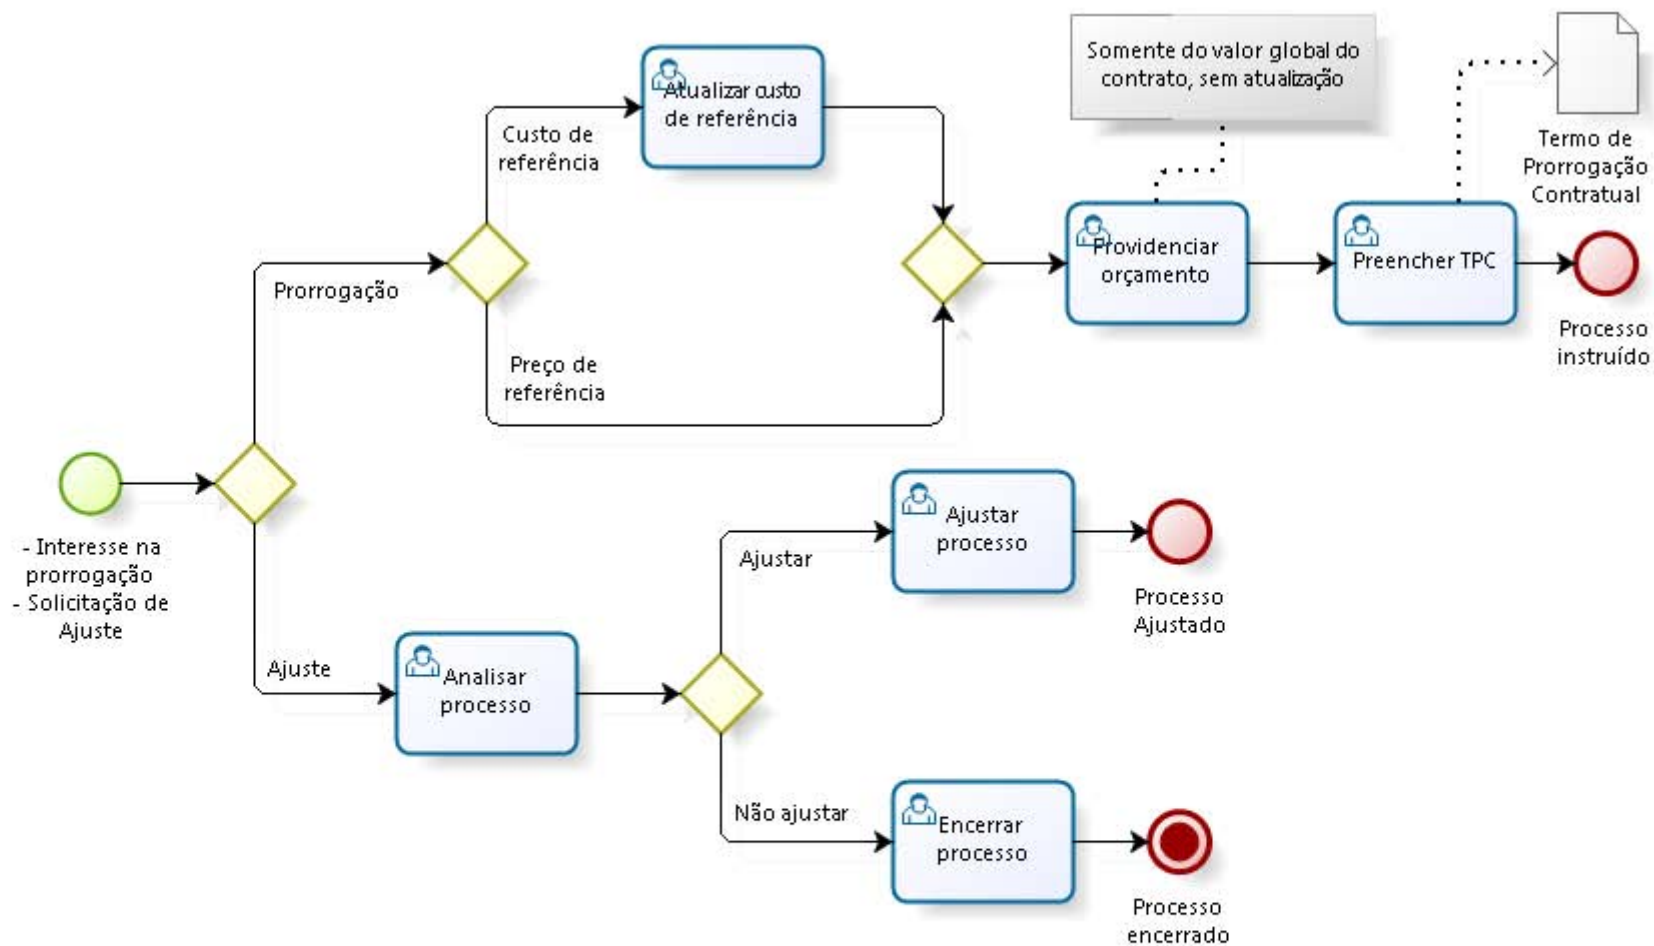 Somente do valor global do
contrato, sem atualização
Atualizar custo
de referência
Custo de
referência
Termo de
Prorrogação
Contratual
Providenciar
orçamento
Preencher TPC
Prorrogação
Processo
instruído
Preço de
referência
- Interesse na
prorrogação
- Solicitação de
Ajuste
Ajustar
Ajustar
processo
Processo
Ajustado
Ajuste
Analisar
processo
Não ajustar
Encerrar
processo
Processo
encerrado